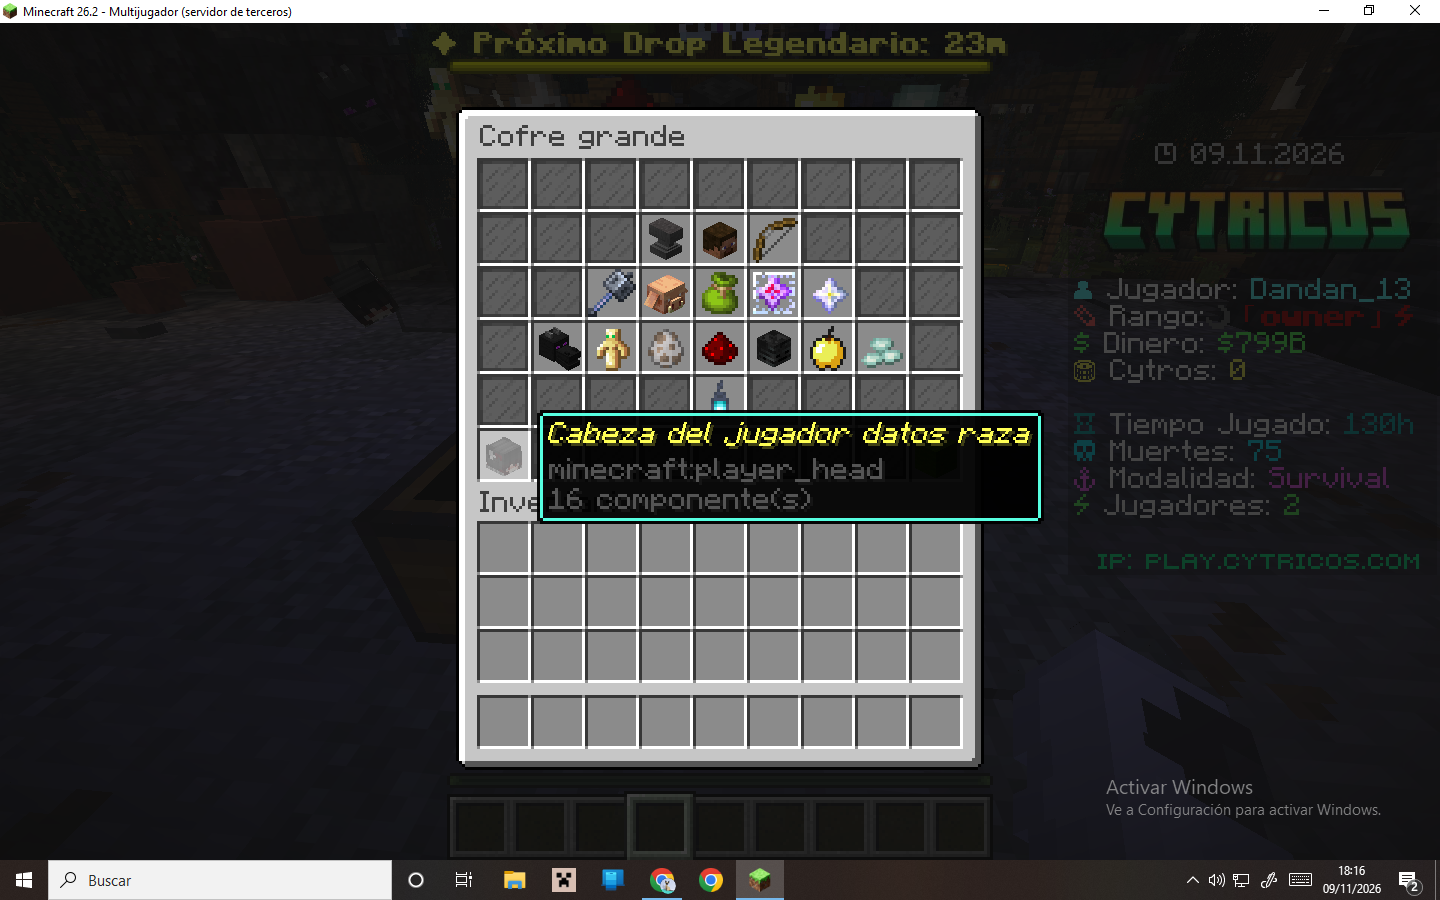 Minecraft 26.2 - Multijugador (servidor de terceros)
Próximo Drop Legendario: 23m
Cofre grande
09.11.2026
CYTRICOS
Jugador: Dandan_13
Rango: 「owner」
$ Dinero: $799B
Cytros: 0
Tiempo Jugado: 130h
Muertes: 75
Modalidad: Survival
Jugadores: 2
IP: PLAY.CYTRICOS.COM
Cabeza del jugador datos raza
minecraft:player_head
16 componente(s)
Inve
Activar Windows
Ve a Configuración para activar Windows.
Buscar
18:16
09/11/2026
2